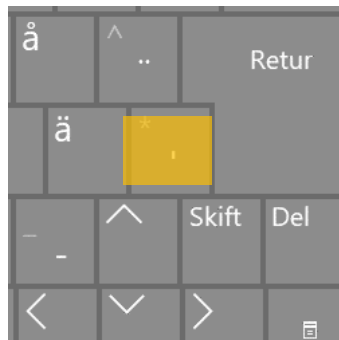 å ^ ¨ Retur
ä * '
_ - Skift Del